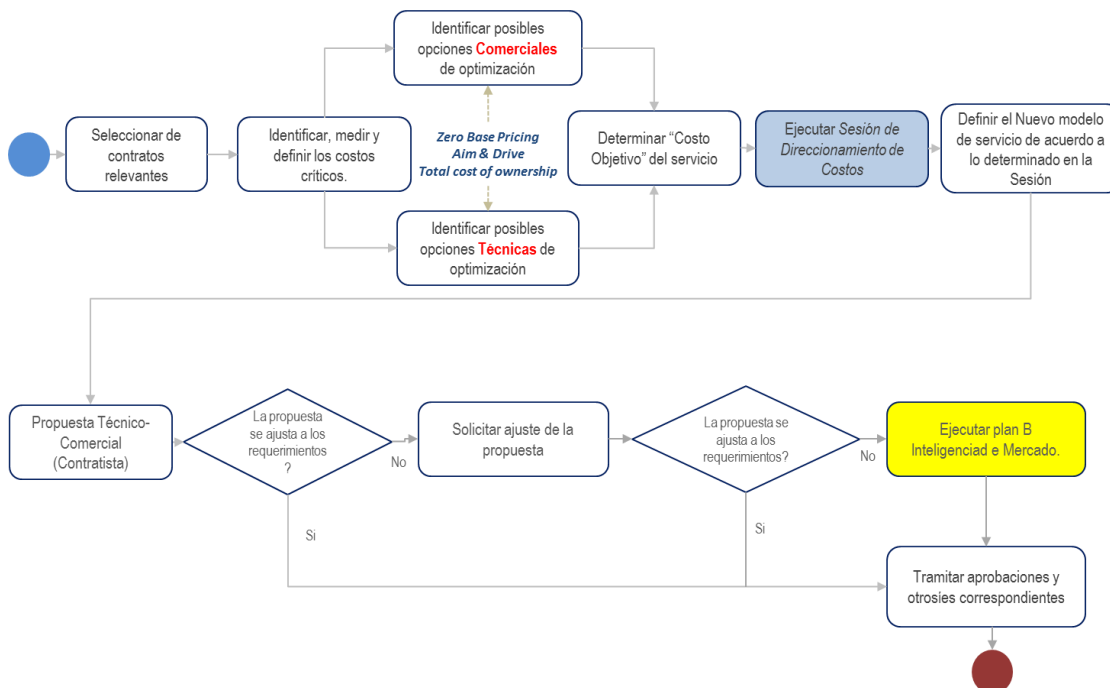 Identificar posibles
opciones Comerciales
de optimización
Seleccionar de
contratos
relevantes
Identificar, medir y
definir los costos
críticos.
Zero Base Pricing
Aim & Drive
Total cost of ownership
Identificar posibles
opciones Técnicas de
optimización
Determinar “Costo
Objetivo” del servicio
Ejecutar Sesión de
Direccionamiento de
Costos
Definir el Nuevo modelo
de servicio de acuerdo a
lo determinado en la
Sesión
Propuesta Técnico-
Comercial
(Contratista)
La propuesta
se ajusta a los
requerimientos
?
No
Si
Solicitar ajuste de la
propuesta
La propuesta se
ajusta a los
requerimientos?
No
Si
Ejecutar plan B
Inteligenciad e Mercado.
Tramitar aprobaciones y
otrosíes correspondientes